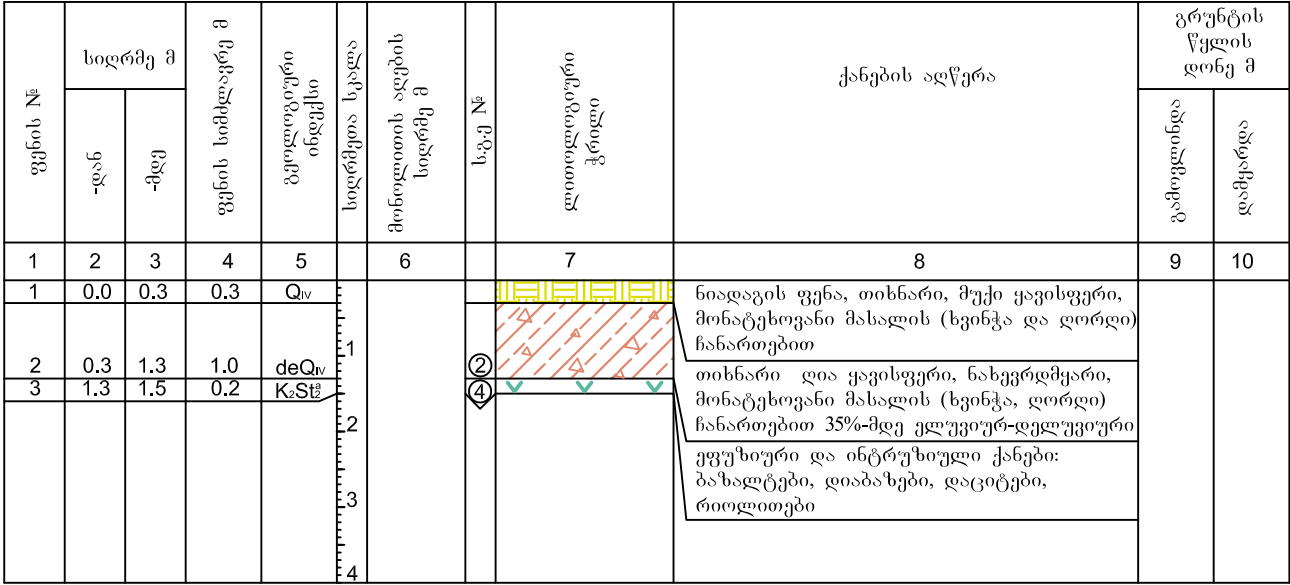 ფენის №
სიღრმე მ
-დან
-მდე
ფენის სიმძლავრე მ
გეოლოგიური
ინდექსი
სიღრმეთა სკალა
მონოლითის აღების
სიღრმე მ
ს.გ.ე №
ლითოლოგიური
ჭრილი
ქანების აღწერა
გრუნტის
წყლის
დონე მ
გამოვლინდა
დამყარდა
1 2 3 4 5 6 7 8 9 10
1 0.0 0.3 0.3 QIV
ნიადაგის ფენა, თიხნარი, მუქი ყავისფერი,
მონატეხოვანი მასალის (ხვინჭა და ღორღი)
ჩანართებით
2 0.3 1.3 1.0 deQIV 1 2
თიხნარი ღია ყავისფერი, ნახევრდმყარი,
მონატეხოვანი მასალის (ხვინჭა, ღორღი)
ჩანართებით 35%-მდე ელუვიურ-დელუვიური
3 1.3 1.5 0.2 K₂St₂ᵃ 4
2
ეფუზიური და ინტრუზიული ქანები:
ბაზალტები, დიაბაზები, დაციტები,
რიოლითები
3
4